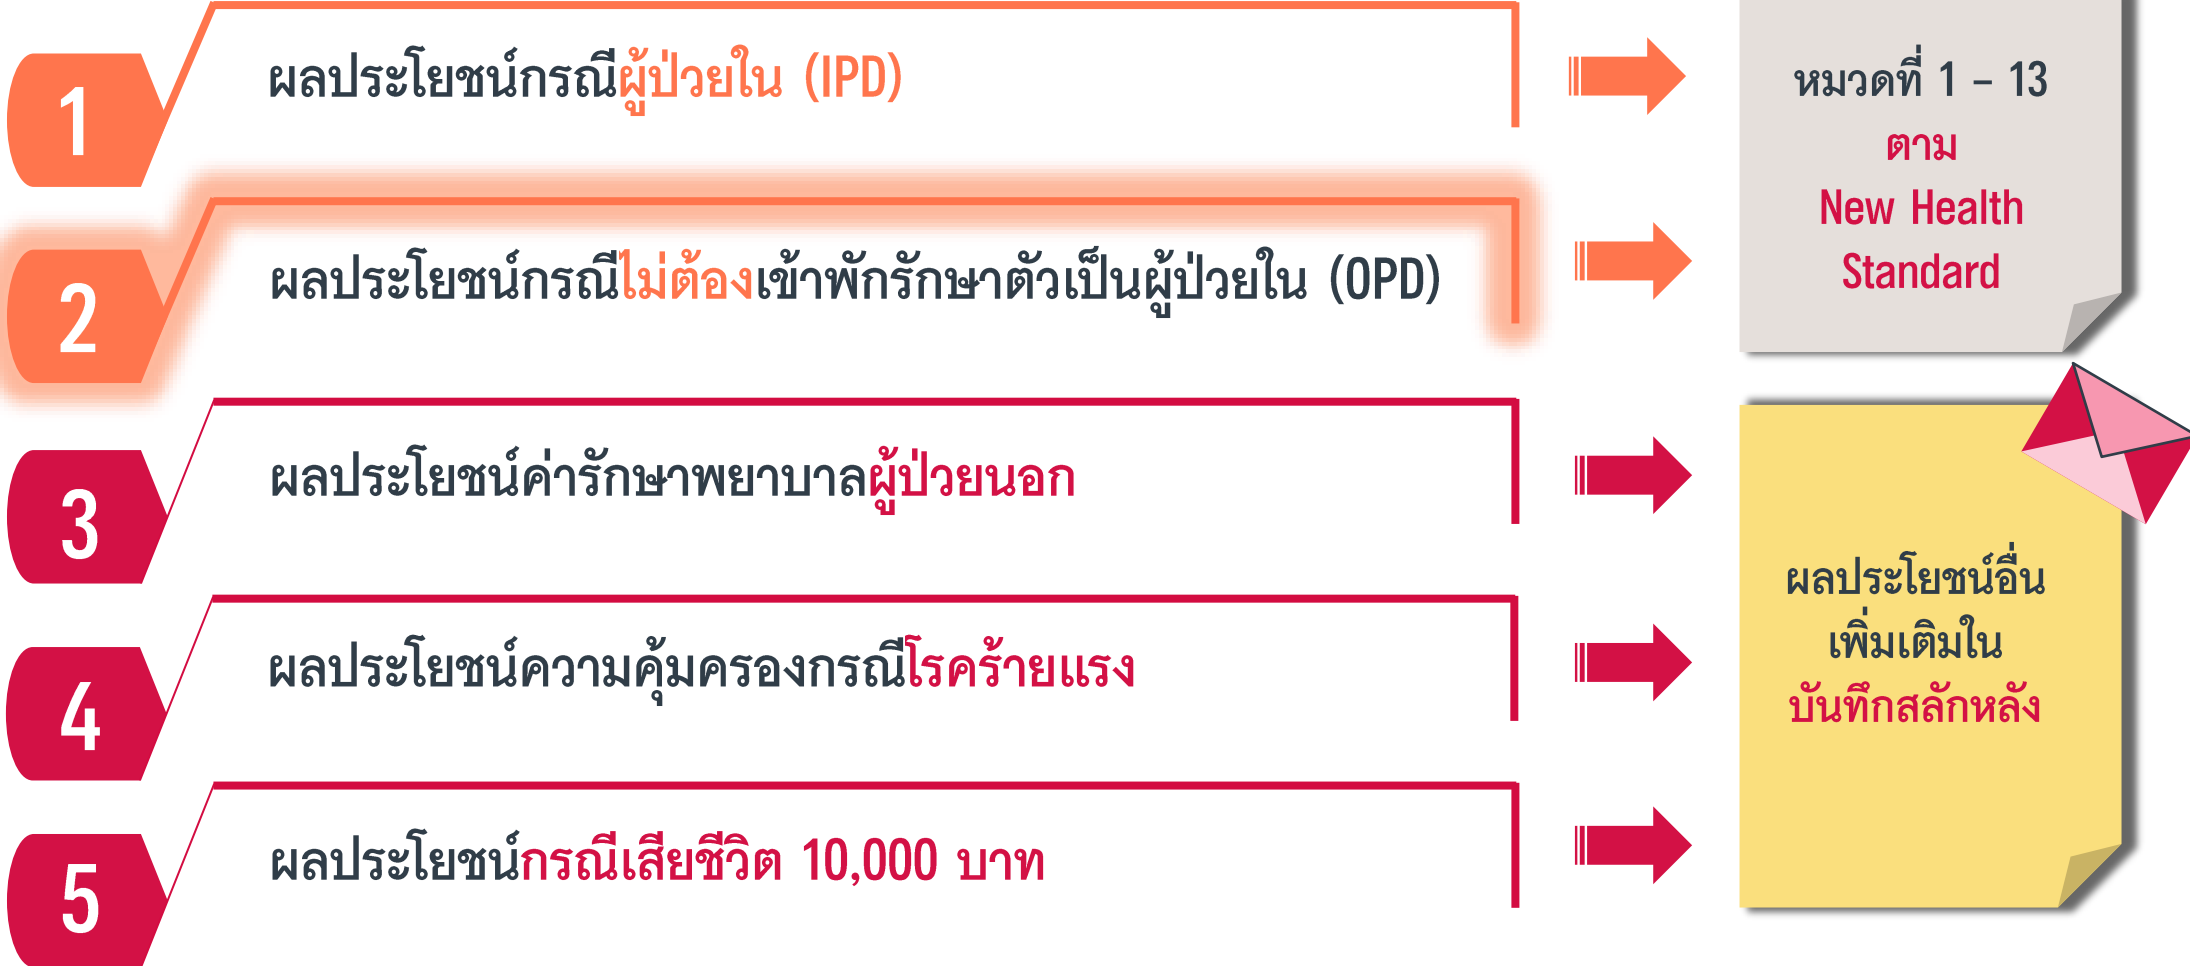 1
ผลประโยชน์กรณีผู้ป่วยใน (IPD)
2
ผลประโยชน์กรณีไม่ต้องเข้าพักรักษาตัวเป็นผู้ป่วยใน (OPD)
หมวดที่ 1 – 13
ตาม
New Health
Standard
3
ผลประโยชน์ค่ารักษาพยาบาลผู้ป่วยนอก
4
ผลประโยชน์ความคุ้มครองกรณีโรคร้ายแรง
5
ผลประโยชน์กรณีเสียชีวิต 10,000 บาท
ผลประโยชน์อื่น
เพิ่มเติมใน
บันทึกสลักหลัง